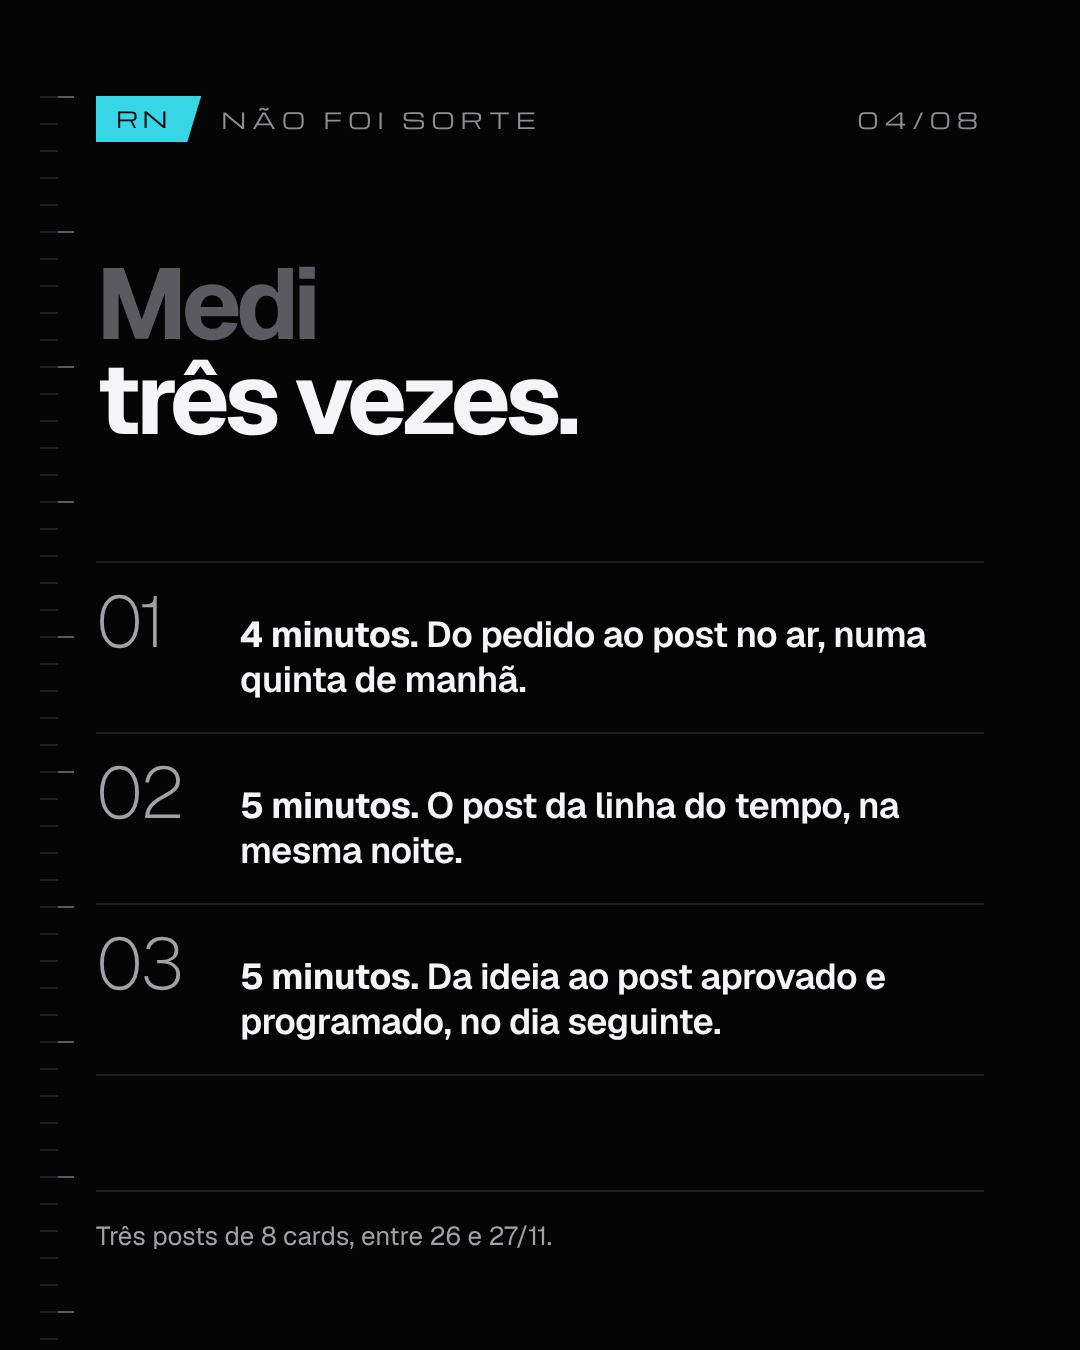 RN NÃO FOI SORTE 04/08
Medi
três vezes.
01
4 minutos. Do pedido ao post no ar, numa
quinta de manhã.
02
5 minutos. O post da linha do tempo, na
mesma noite.
03
5 minutos. Da ideia ao post aprovado e
programado, no dia seguinte.
Três posts de 8 cards, entre 26 e 27/11.